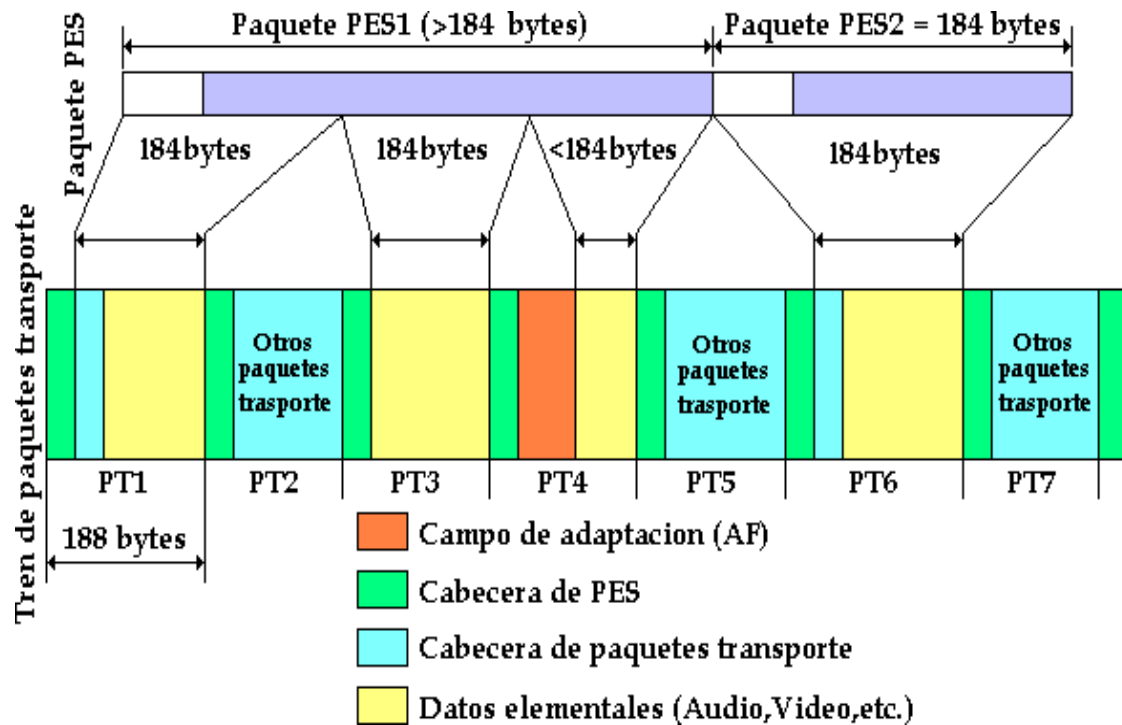 Paquete PES1 (>184 bytes)
Paquete PES2 = 184 bytes
Paquete PES
184bytes
184bytes
<184bytes
184bytes
Tren de paquetes transporte
Otros
paquetes
trasporte
Otros
paquetes
trasporte
Otros
paquetes
trasporte
PT1
PT2
PT3
PT4
PT5
PT6
PT7
188 bytes
Campo de adaptacion (AF)
Cabecera de PES
Cabecera de paquetes transporte
Datos elementales (Audio,Video,etc.)